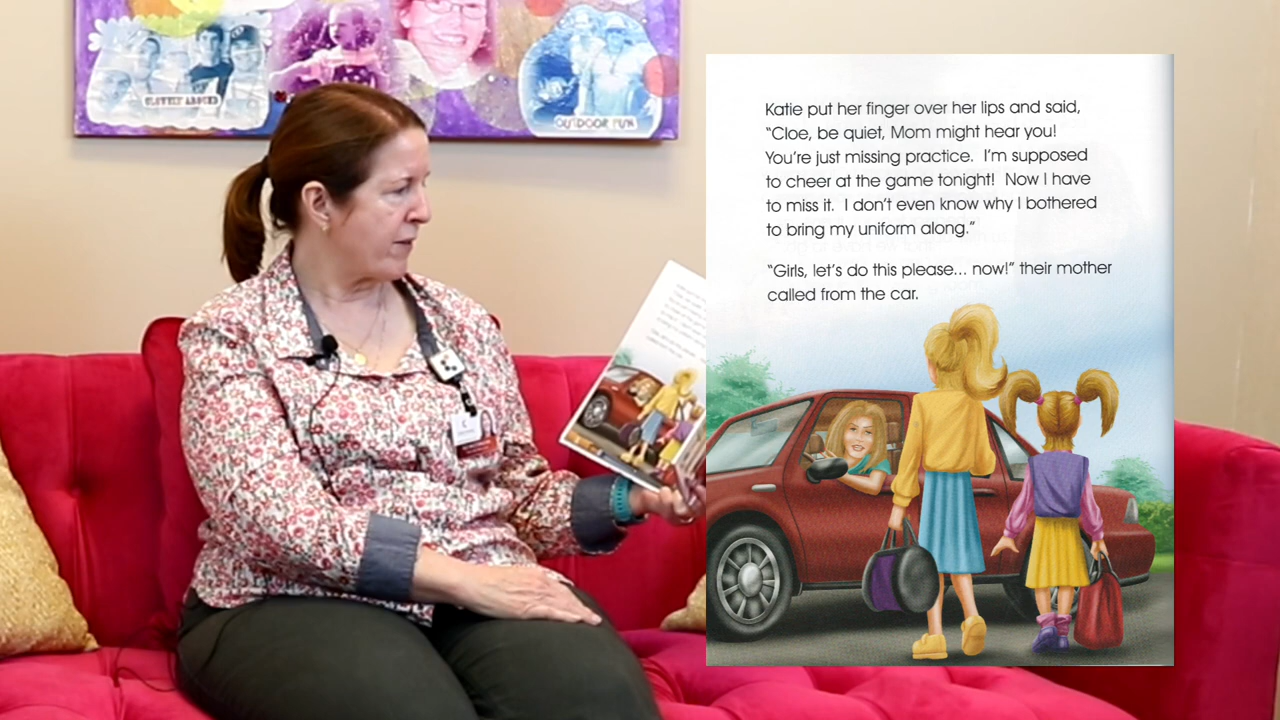 SLOWLY AROUND
OUTDOOR FUN
Katie put her finger over her lips and said,
“Cloe, be quiet, Mom might hear you!
You’re just missing practice. I’m supposed
to cheer at the game tonight! Now I have
to miss it. I don’t even know why I bothered
to bring my uniform along.”
“Girls, let’s do this please... now!” their mother
called from the car.